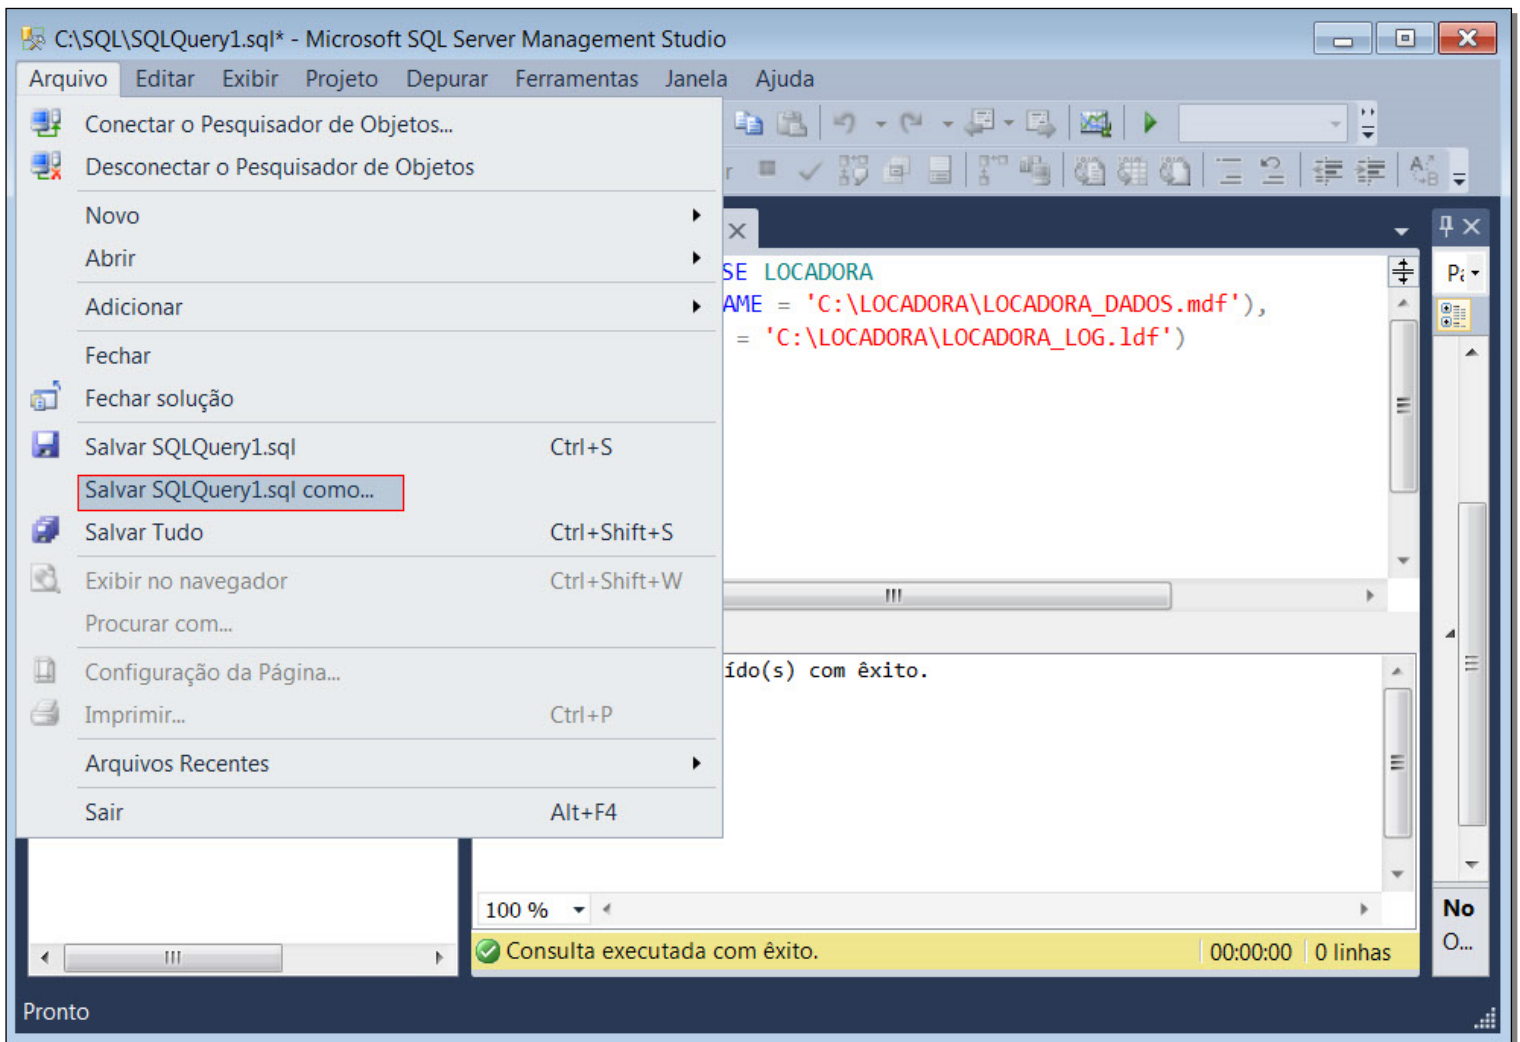 C:\SQL\SQLQuery1.sql* - Microsoft SQL Server Management Studio
Arquivo Editar Exibir Projeto Depurar Ferramentas Janela Ajuda
Conectar o Pesquisador de Objetos...
Desconectar o Pesquisador de Objetos
Novo
Abrir
Adicionar
Fechar
Fechar solução
Salvar SQLQuery1.sql Ctrl+S
Salvar SQLQuery1.sql como...
Salvar Tudo Ctrl+Shift+S
Exibir no navegador Ctrl+Shift+W
Procurar com...
Configuração da Página...
Imprimir... Ctrl+P
Arquivos Recentes
Sair Alt+F4
SE LOCADORA
AME = 'C:\LOCADORA\LOCADORA_DADOS.mdf'),
= 'C:\LOCADORA\LOCADORA_LOG.ldf')
ído(s) com êxito.
100 %
Consulta executada com êxito. 00:00:00 0 linhas
No
O...
Pronto